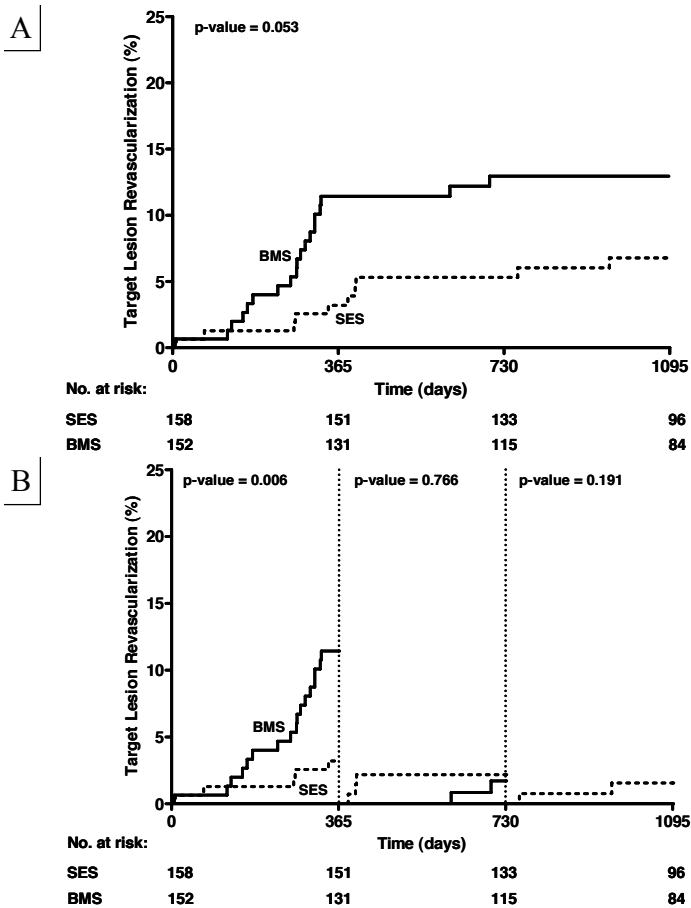 A
25
p-value = 0.053
20
15
10
5
0
Target Lesion Revascularization (%)
BMS
SES
0 365 730 1095
No. at risk: Time (days)
SES 158 151 133 96
BMS 152 131 115 84
B
25
p-value = 0.006 p-value = 0.766 p-value = 0.191
20
15
10
5
0
Target Lesion Revascularization (%)
BMS
SES
0 365 730 1095
No. at risk: Time (days)
SES 158 151 133 96
BMS 152 131 115 84